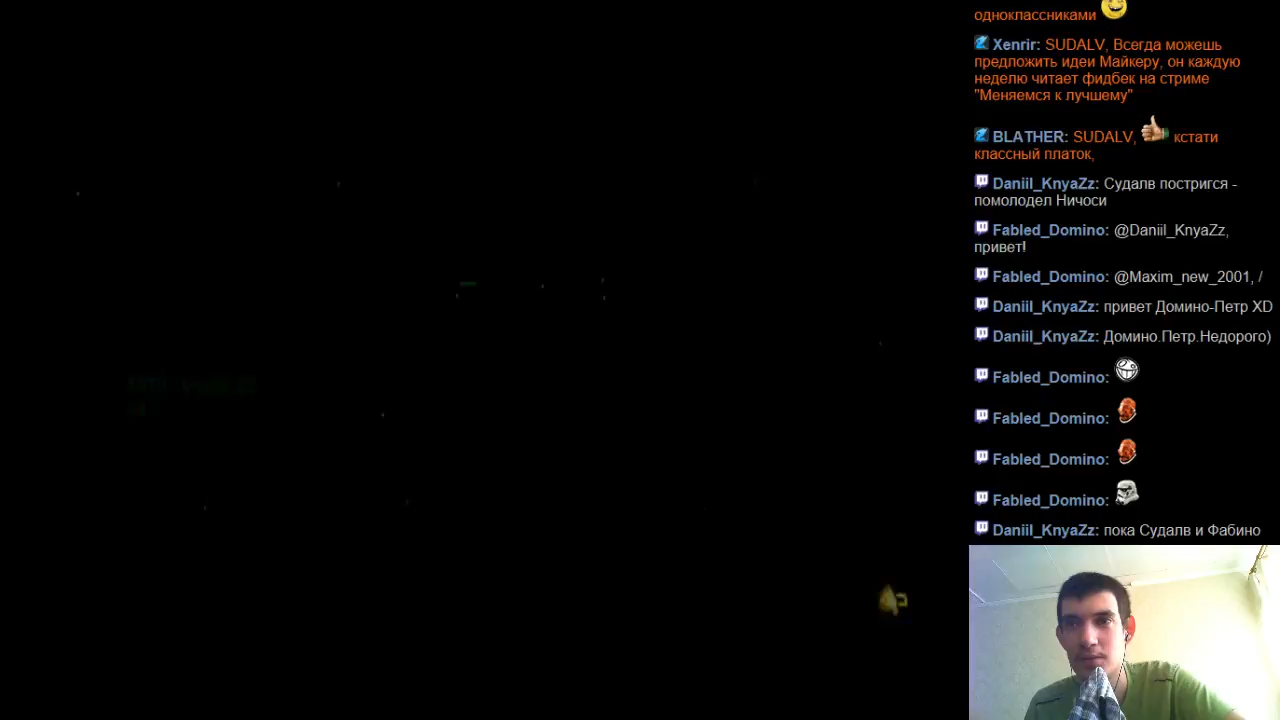 одноклассниками
Xenrir: SUDALV, Всегда можешь
предложить идеи Майкеру, он каждую
неделю читает фидбек на стриме
"Меняемся к лучшему"
BLATHER: SUDALV, кстати
классный платок,
Daniil_KnyaZz: Судалв постригся -
помолодел Ничоси
Fabled_Domino: @Daniil_KnyaZz,
привет!
Fabled_Domino: @Maxim_new_2001, /
Daniil_KnyaZz: привет Домино-Петр XD
Daniil_KnyaZz: Домино.Петр.Недорого)
Fabled_Domino:
Fabled_Domino:
Fabled_Domino:
Fabled_Domino:
Daniil_KnyaZz: пока Судалв и Фабино